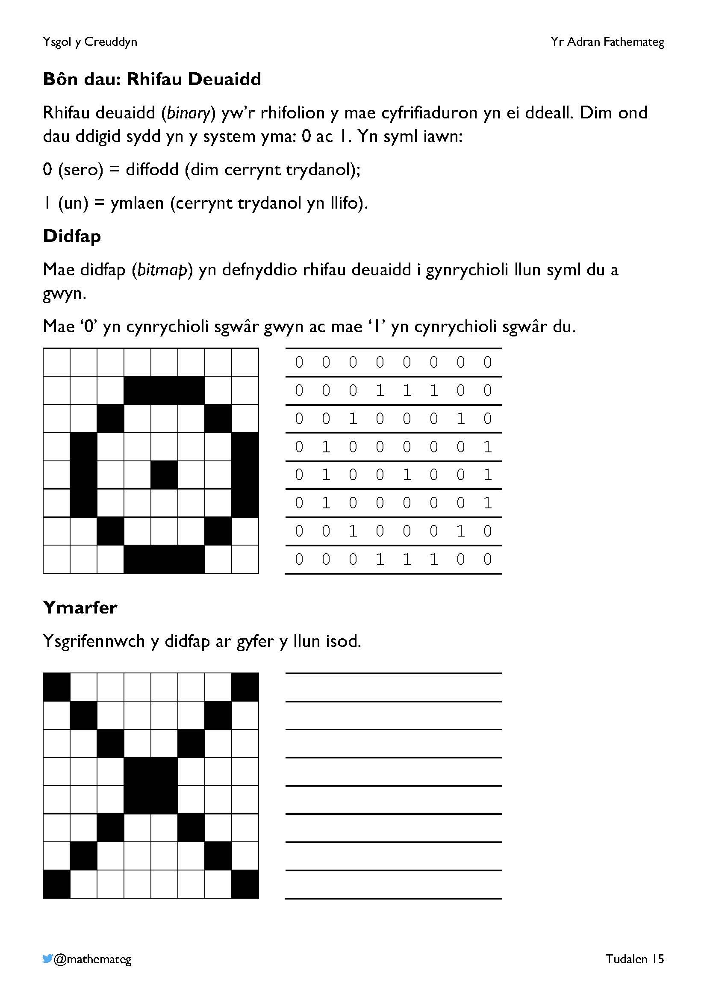 Ysgol y Creuddyn
Yr Adran Fathemateg
Bôn dau: Rhifau Deuaidd
Rhifau deuaidd (binary) yw’r rhifolion y mae cyfrifiaduron yn ei ddeall. Dim ond
dau ddigid sydd yn y system yma: 0 ac 1. Yn syml iawn:
0 (sero) = diffodd (dim cerrynt trydanol);
1 (un) = ymlaen (cerrynt trydanol yn llifo).
Didfap
Mae didfap (bitmap) yn defnyddio rhifau deuaidd i gynrychioli llun syml du a
gwyn.
Mae ‘0’ yn cynrychioli sgwâr gwyn ac mae ‘1’ yn cynrychioli sgwâr du.
0 0 0 0 0 0 0 0
0 0 0 1 1 1 0 0
0 0 1 0 0 0 1 0
0 1 0 0 0 0 0 1
0 1 0 0 1 0 0 1
0 1 0 0 0 0 0 1
0 0 1 0 0 0 1 0
0 0 0 1 1 1 0 0
Ymarfer
Ysgrifennwch y didfap ar gyfer y llun isod.
@mathemateg
Tudalen 15